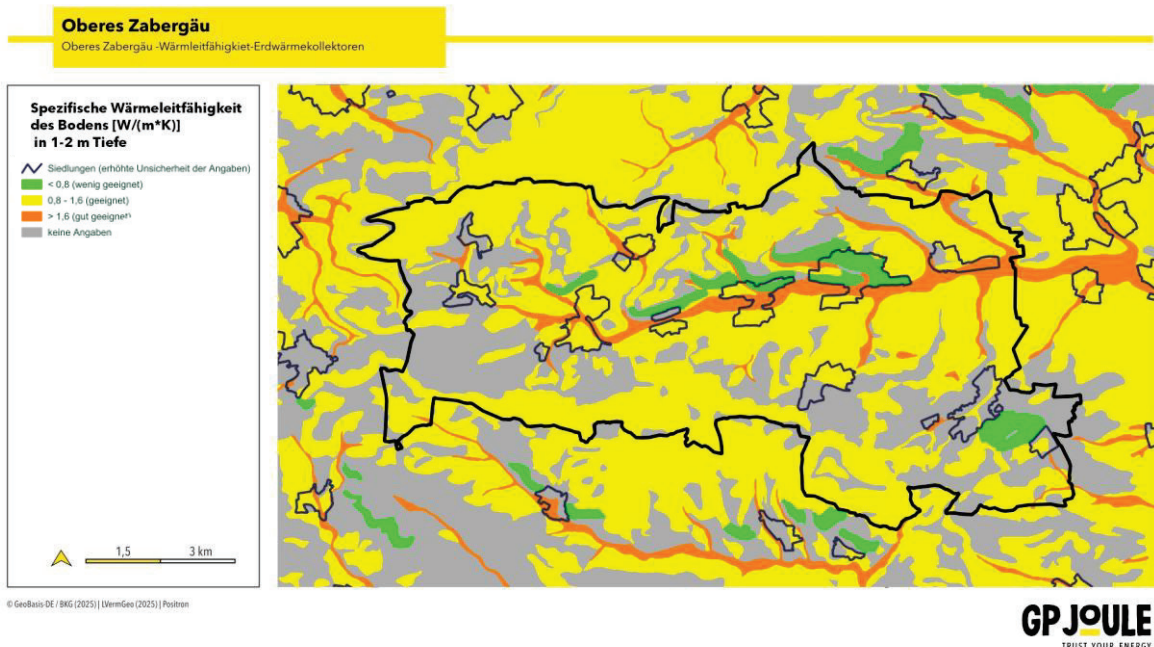 Oberes Zabergäu
Oberes Zabergäu -Wärmleitfähigkiet-Erdwärmekollektoren
Spezifische Wärmeleitfähigkeit
des Bodens [W/(m*K)]
in 1-2 m Tiefe
Siedlungen (erhöhte Unsicherheit der Angaben)
< 0,8 (wenig geeignet)
0,8 - 1,6 (geeignet)
> 1,6 (gut geeignet)
keine Angaben
1,5 3 km
© GeoBasis-DE / BKG (2025) | LVermGeo (2025) | Positron
GP JOULE
TRUST YOUR ENERGY